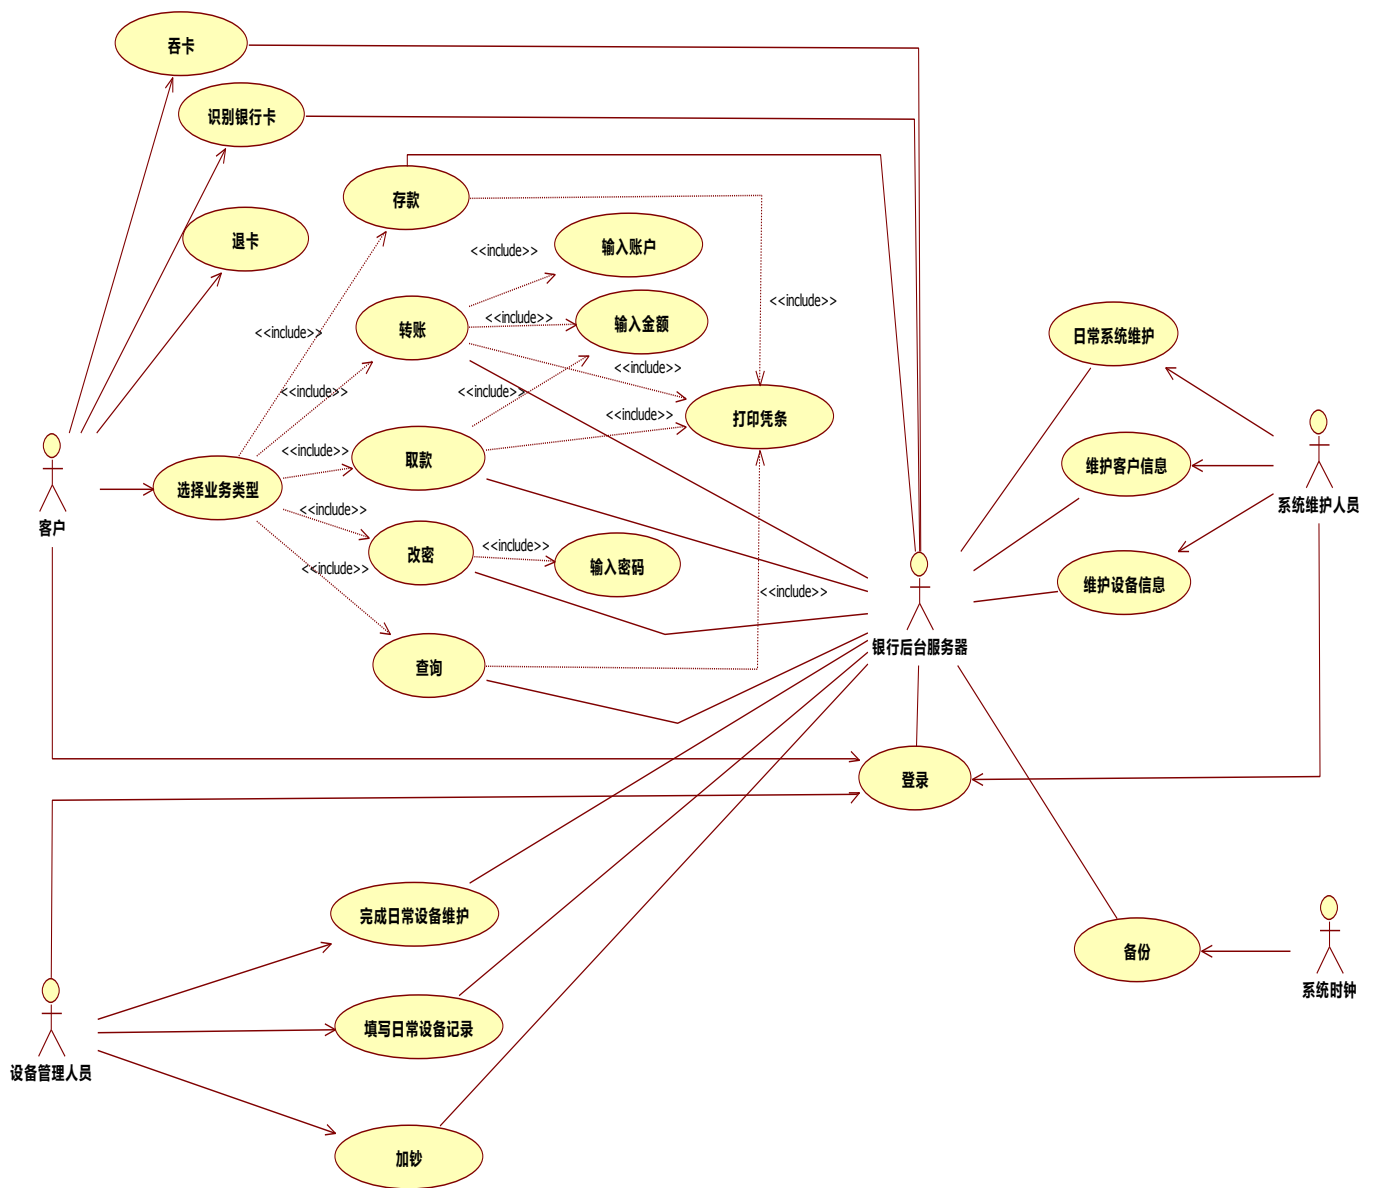 吞卡
识别银行卡
存款
退卡
输入账户
<<include>>
<<include>>
输入金额
<<include>>
转账
<<include>>
日常系统维护
<<include>>
<<include>>
<<include>>
<<include>>
打印凭条
<<include>>
取款
维护客户信息
选择业务类型
系统维护人员
<<include>>
客户
<<include>>
改密
输入密码
<<include>>
维护设备信息
<<include>>
银行后台服务器
查询
登录
完成日常设备维护
备份
系统时钟
填写日常设备记录
设备管理人员
加钞